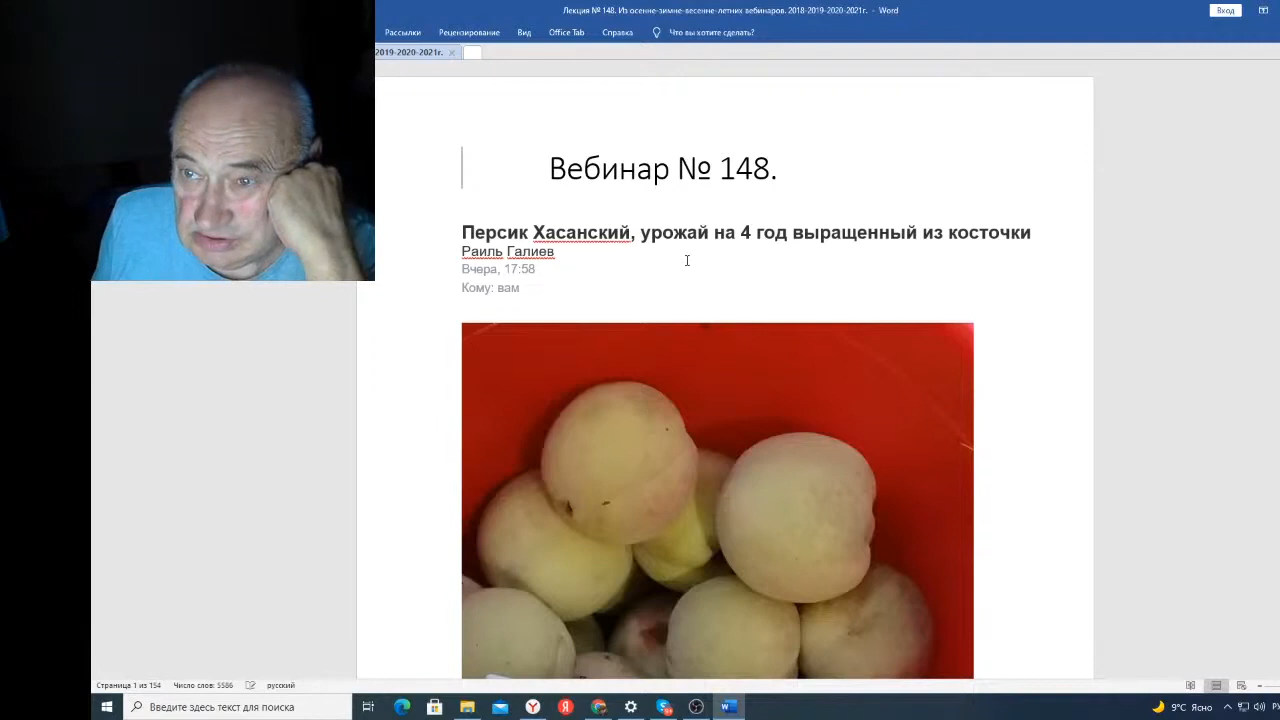 Лекция № 148. Из осенне-зимне-весенне-летних вебинаров. 2018-2019-2020-2021г. - Word
Вход
Рассылки Рецензирование Вид Office Tab Справка Что вы хотите сделать?
2019-2020-2021г.
Вебинар № 148.
Персик Хасанский, урожай на 4 год выращенный из косточки
Раиль Галиев
Вчера, 17:58
Кому: вам
Страница 1 из 154 Число слов: 5586 русский
Введите здесь текст для поиска
9°C Ясно